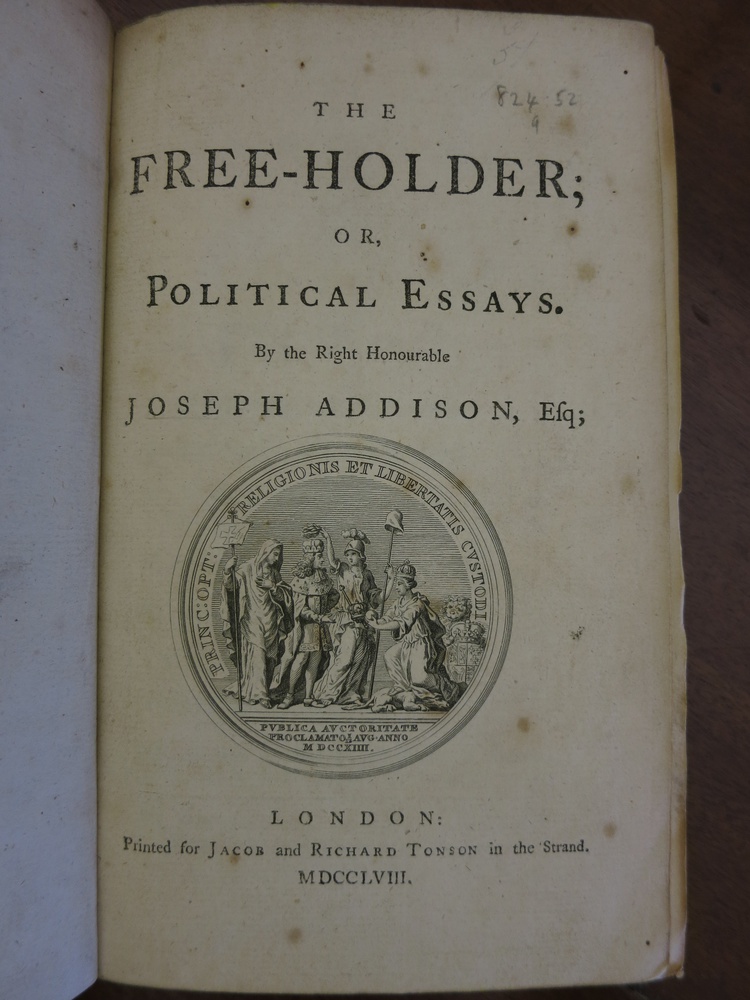 824.52
9
THE
FREE-HOLDER;
OR,
POLITICAL ESSAYS.
By the Right Honourable
JOSEPH ADDISON, Eſq;
PRINC: OPT: RELIGIONIS ET LIBERTATIS CVSTODI
PVBLICA AVCTORITATE
PROCLAMATO AVG·ANNO
M DCCXIIII.
LONDON:
Printed for JACOB and RICHARD TONSON in the Strand.
MDCCLVIII.